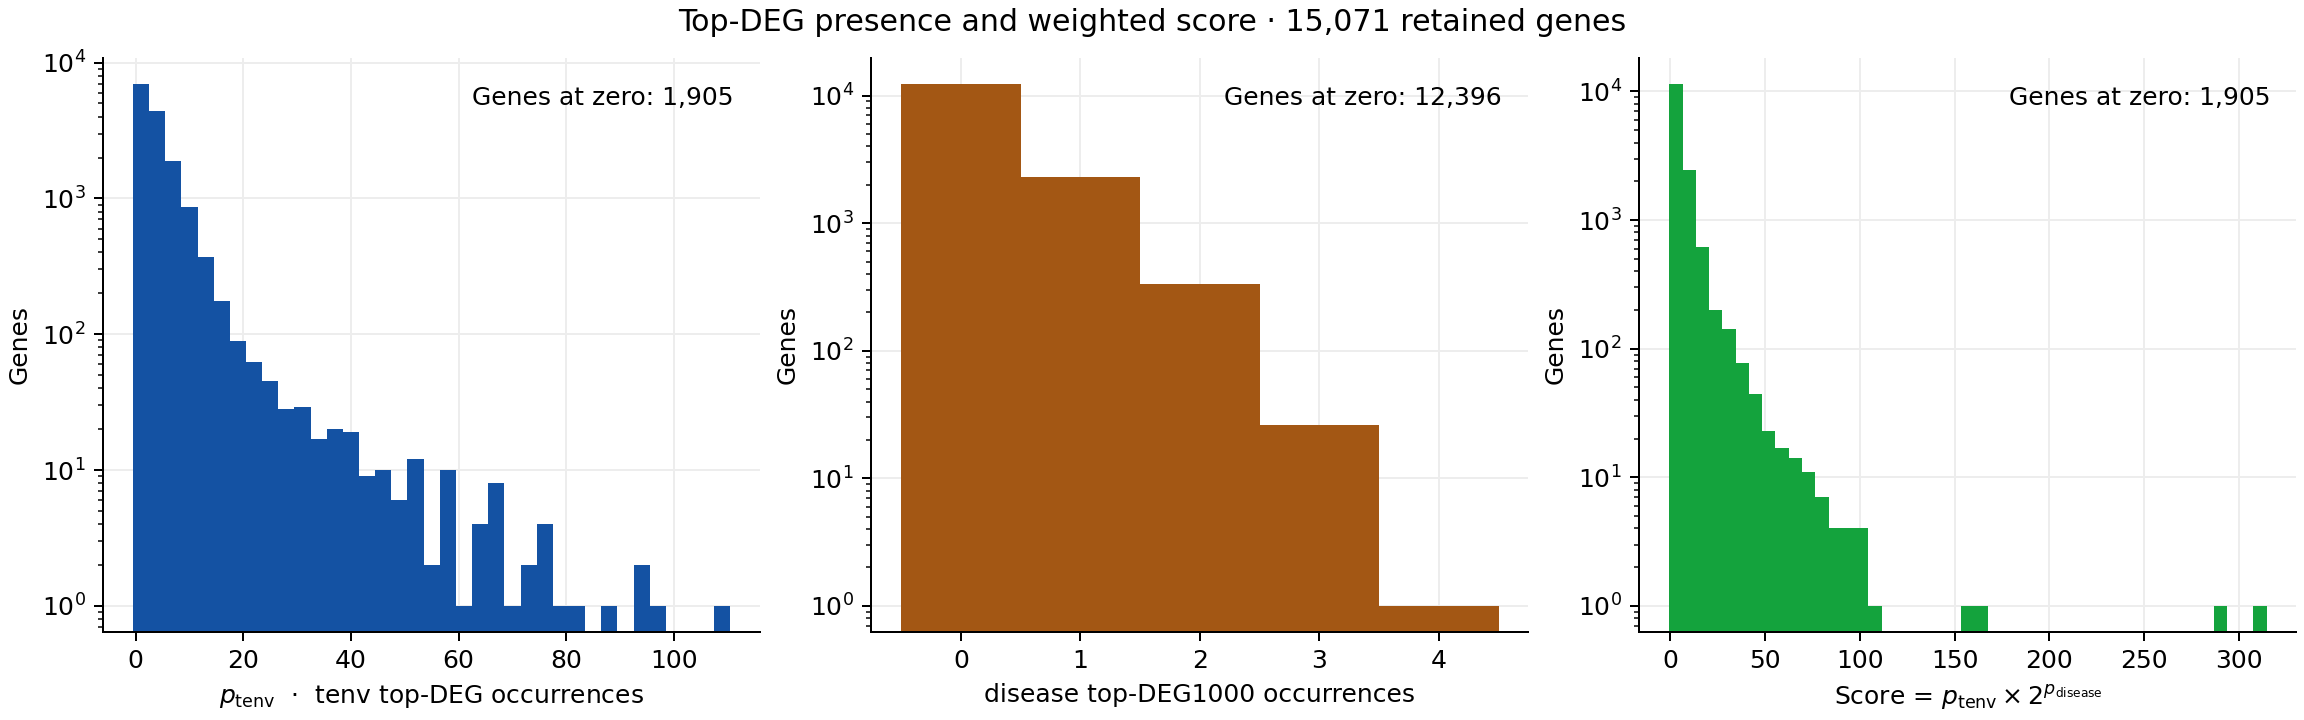 Top-DEG presence and weighted score · 15,071 retained genes
Genes at zero: 1,905
10^4
10^3
10^2
10^1
10^0
Genes
0 20 40 60 80 100
p_tenv · tenv top-DEG occurrences
Genes at zero: 12,396
10^4
10^3
10^2
10^1
10^0
Genes
0 1 2 3 4
disease top-DEG1000 occurrences
Genes at zero: 1,905
10^4
10^3
10^2
10^1
10^0
Genes
0 50 100 150 200 250 300
Score = p_tenv × 2^p_disease